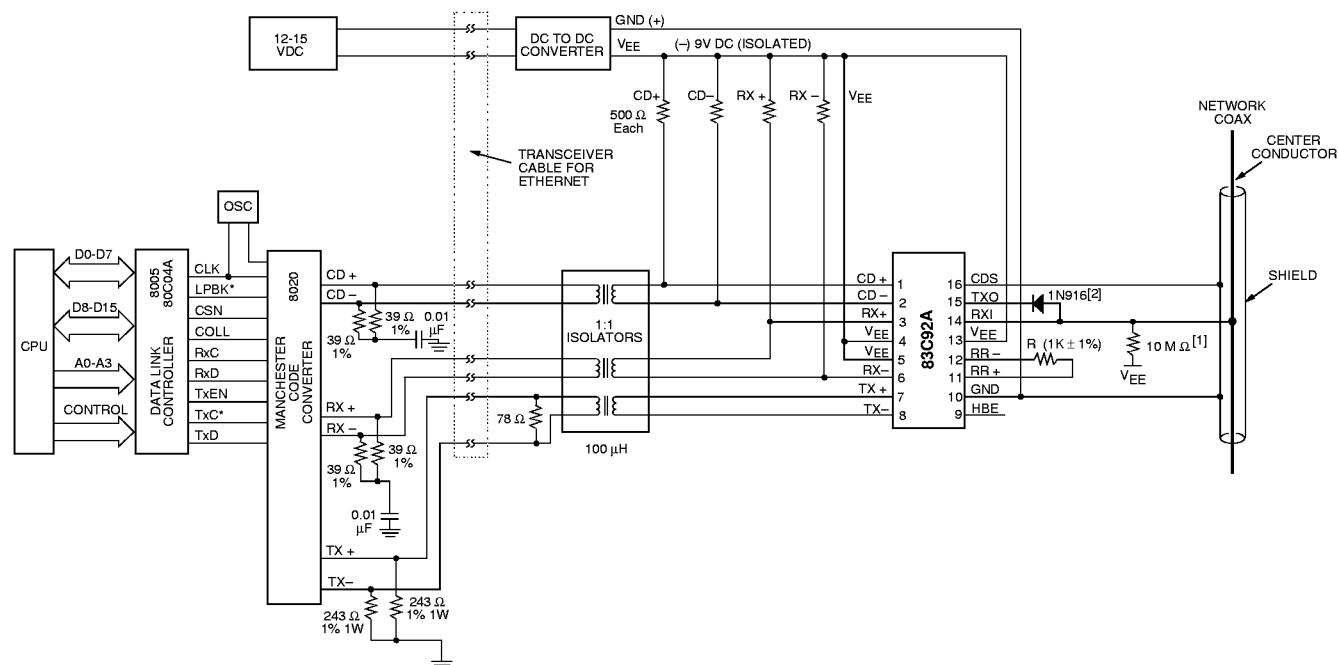 12-15
VDC
DC TO DC
CONVERTER
GND (+)
VEE
(−) 9V DC (ISOLATED)
CD+
500 Ω
Each
CD−
RX +
RX −
VEE
TRANSCEIVER
CABLE FOR
ETHERNET
NETWORK
COAX
CENTER
CONDUCTOR
SHIELD
OSC
CPU
D0-D7
D8-D15
A0-A3
CONTROL
8005
80C04A
DATA LINK
CONTROLLER
CLK
LPBK*
CSN
COLL
RxC
RxD
TxEN
TxC*
TxD
8020
MANCHESTER
CODE
CONVERTER
CD +
CD −
39 Ω
1%
39 Ω
1%
0.01
µF
RX +
RX −
39 Ω
1%
39 Ω
1%
0.01
µF
TX +
TX−
243 Ω
1% 1W
243 Ω
1% 1W
78 Ω
1:1
ISOLATORS
100 µH
83C92A
CD + 1
CD − 2
RX+ 3
VEE 4
VEE 5
RX− 6
TX + 7
TX− 8
16 CDS
15 TXO
14 RXI
13 VEE
12 RR −
11 RR +
10 GND
9 HBE
1N916[2]
R (1K ± 1%)
10 M Ω[1]
VEE